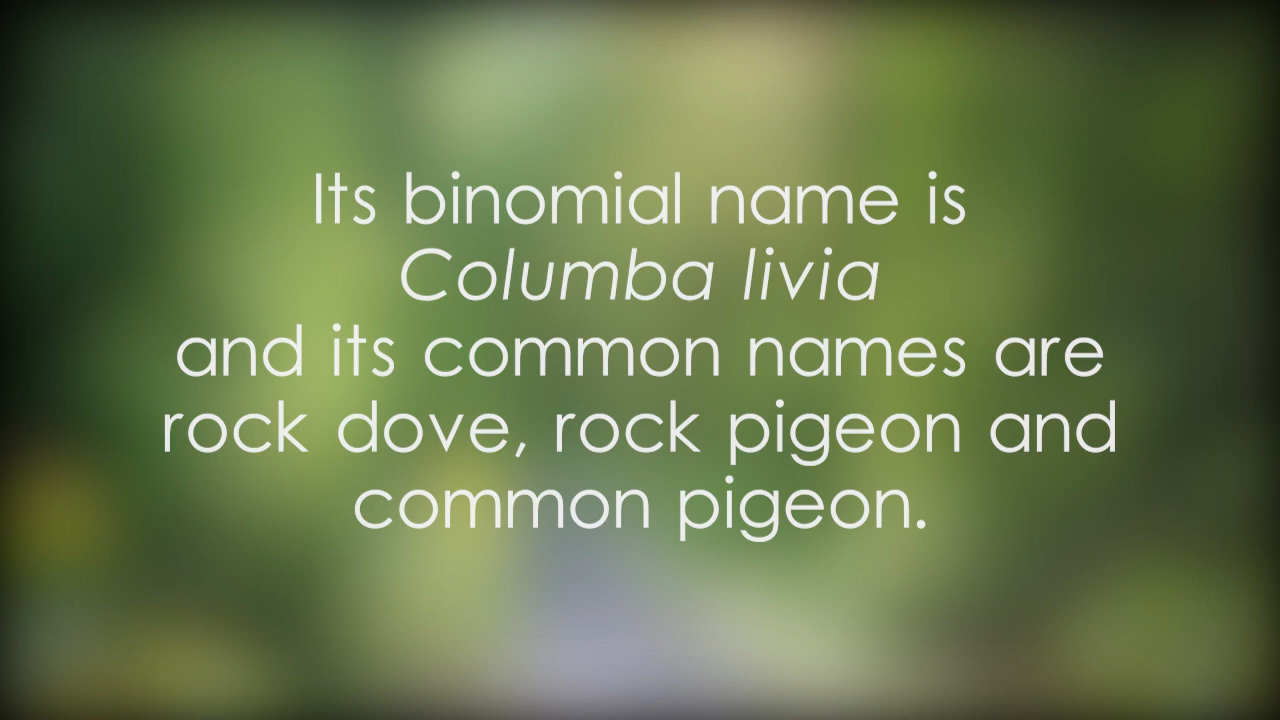 Its binomial name is
Columba livia
and its common names are
rock dove, rock pigeon and
common pigeon.